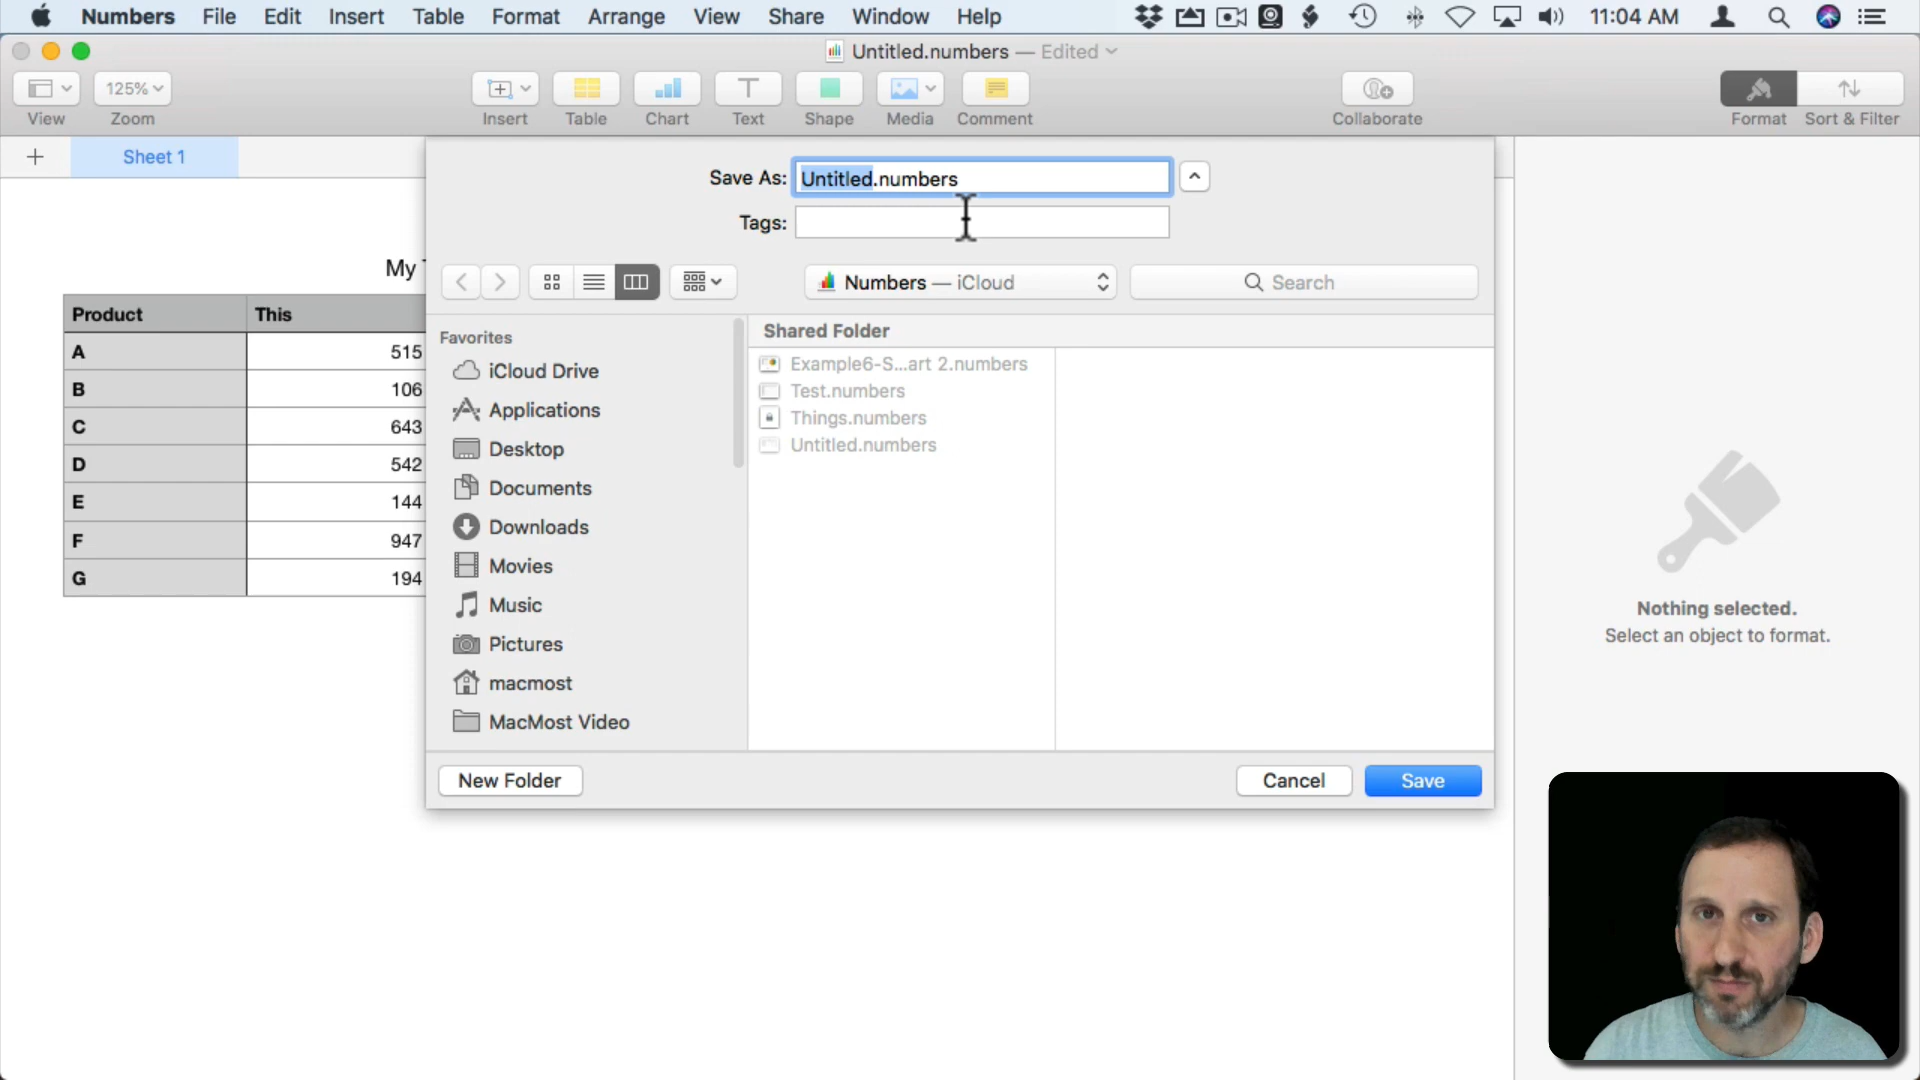 Numbers File Edit Insert Table Format Arrange View Share Window Help 11:04 AM
Untitled.numbers — Edited
125%
View Zoom Insert Table Chart Text Shape Media Comment Collaborate Format Sort & Filter
Sheet 1
Save As: Untitled.numbers
Tags:
Numbers — iCloud
Search
My
Product This
A 515
B 106
C 643
D 542
E 144
F 947
G 194
Favorites
iCloud Drive
Applications
Desktop
Documents
Downloads
Movies
Music
Pictures
macmost
MacMost Video
Shared Folder
Example6-S...art 2.numbers
Test.numbers
Things.numbers
Untitled.numbers
New Folder
Cancel
Save
Nothing selected.
Select an object to format.